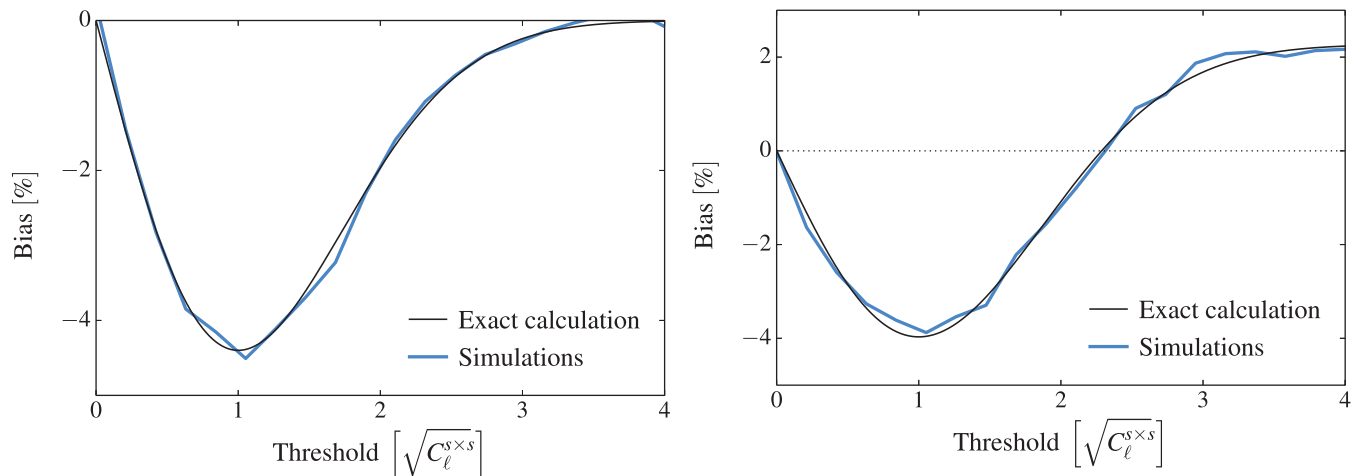 0
−2
−4
Bias [%]
Exact calculation
Simulations
0 1 2 3 4
Threshold [√C_ℓ^{s×s}]
2
0
−2
−4
Bias [%]
Exact calculation
Simulations
0 1 2 3 4
Threshold [√C_ℓ^{s×s}]